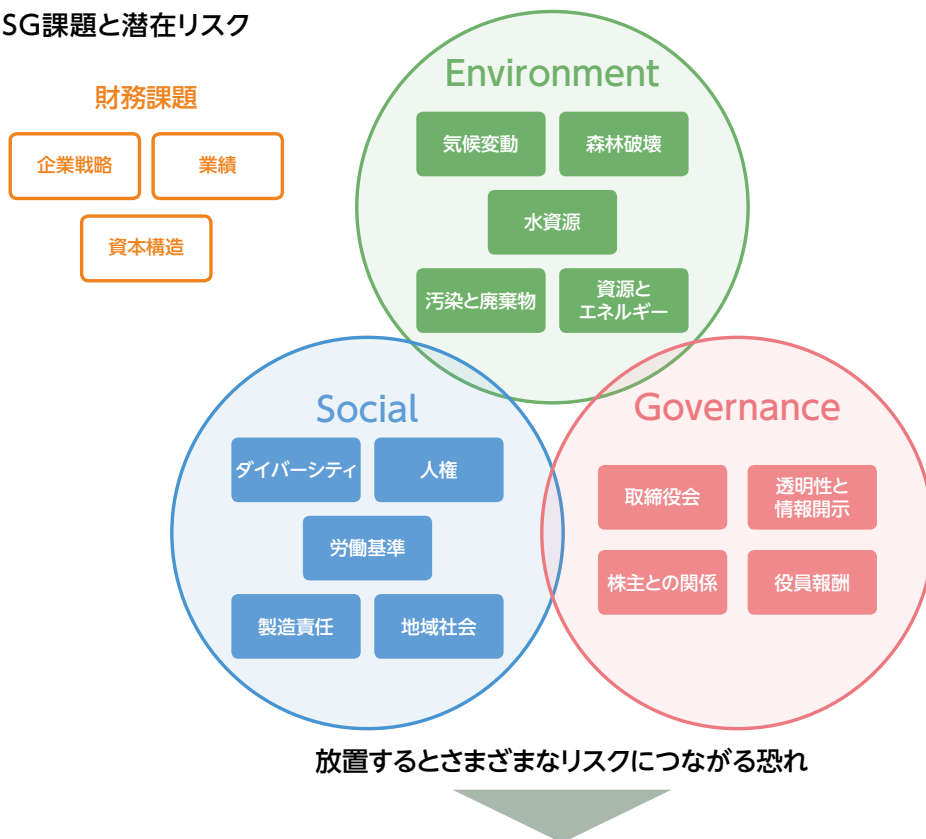 SG課題と潜在リスク
財務課題
企業戦略
業績
資本構造
Environment
気候変動
森林破壊
水資源
汚染と廃棄物
資源と
エネルギー
Social
ダイバーシティ
人権
労働基準
製造責任
地域社会
Governance
取締役会
透明性と
情報開示
株主との関係
役員報酬
放置するとさまざまなリスクにつながる恐れ